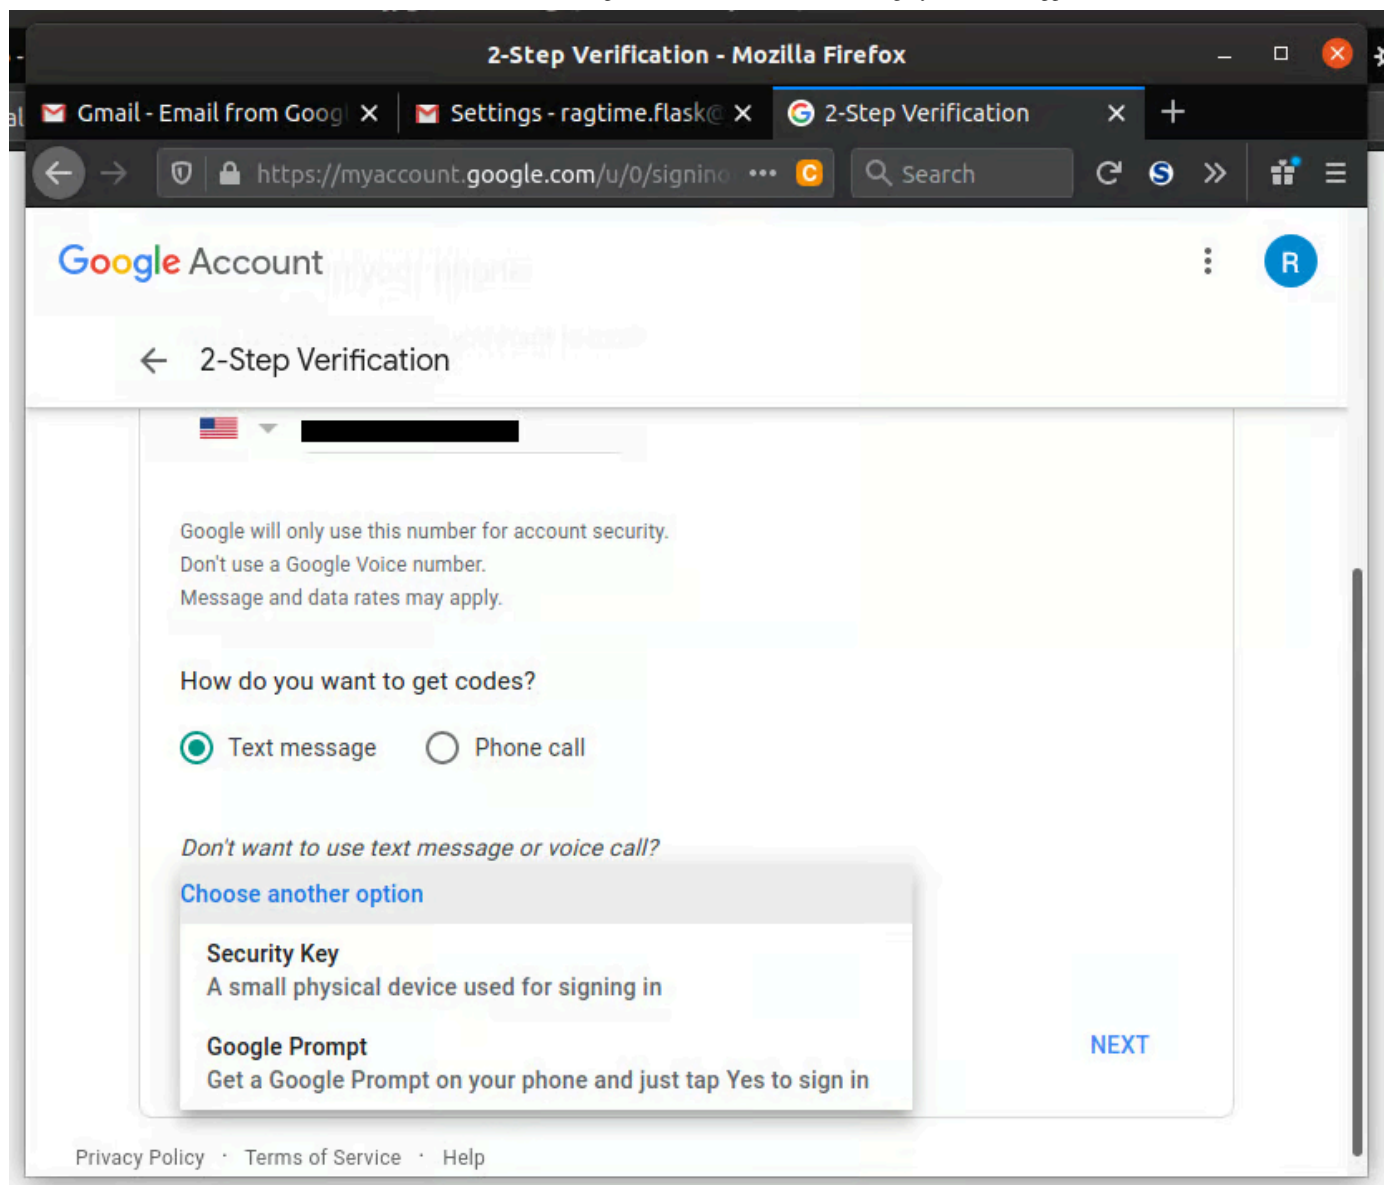 2-Step Verification - Mozilla Firefox
Gmail - Email from Googl
Settings - ragtime.flask@
2-Step Verification
https://myaccount.google.com/u/0/signino
Search
Google Account
R
2-Step Verification
Google will only use this number for account security.
Don't use a Google Voice number.
Message and data rates may apply.
How do you want to get codes?
Text message
Phone call
Don't want to use text message or voice call?
Choose another option
Security Key
A small physical device used for signing in
Google Prompt
Get a Google Prompt on your phone and just tap Yes to sign in
NEXT
Privacy Policy · Terms of Service · Help